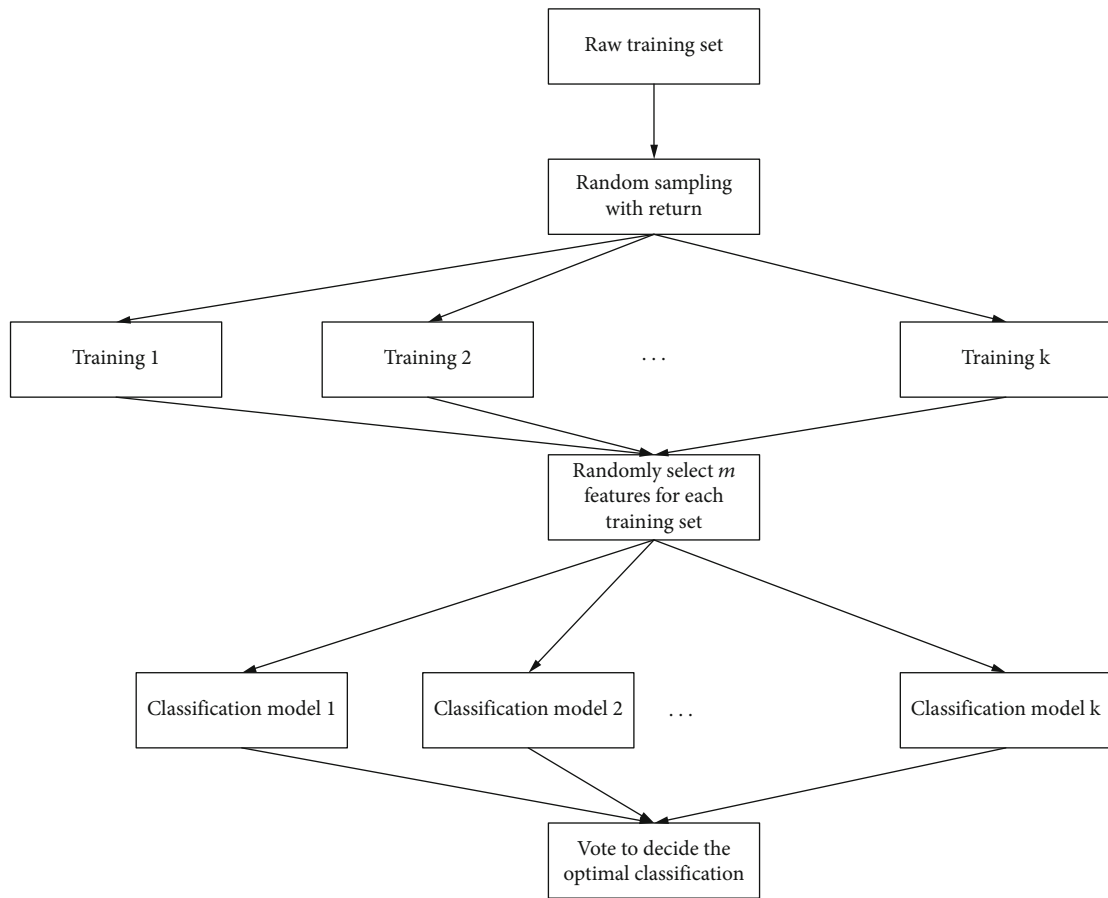 Raw training set
Random sampling
with return
Training 1
Training 2
. . .
Training k
Randomly select m
features for each
training set
Classification model 1
Classification model 2
. . .
Classification model k
Vote to decide the
optimal classification